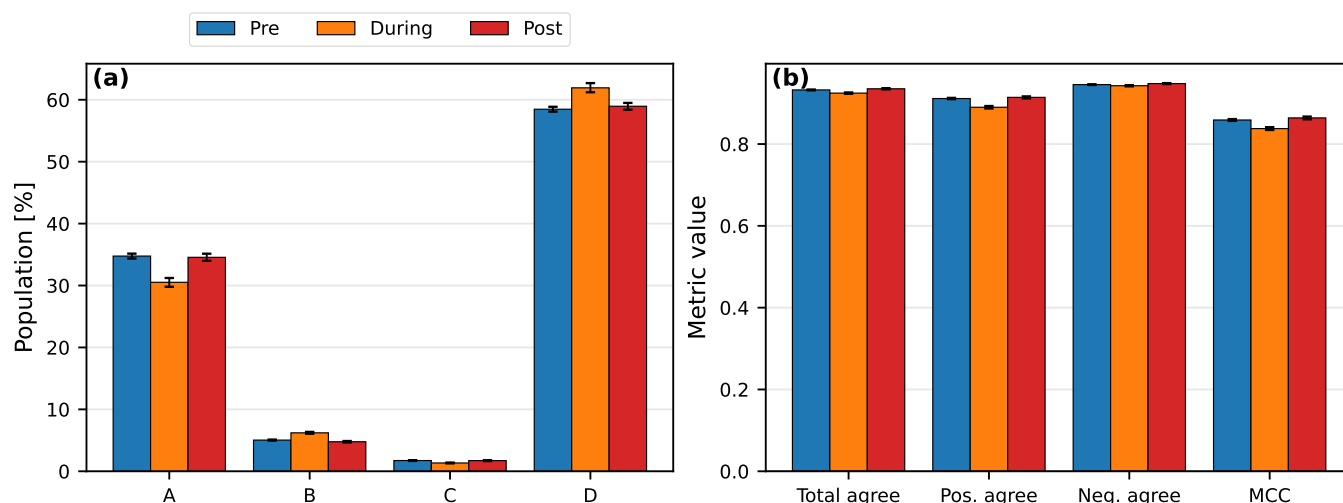 Pre During Post
(a)
Population [%]
60
50
40
30
20
10
0
A B C D
(b)
Metric value
0.8
0.6
0.4
0.2
0.0
Total agree Pos. agree Neg. agree MCC